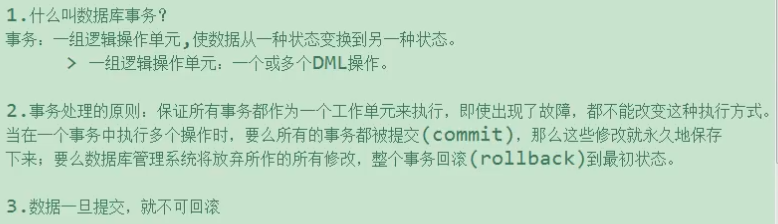 1.什么叫数据库事务？
事务：一组逻辑操作单元,使数据从一种状态变换到另一种状态。
> 一组逻辑操作单元：一个或多个DML操作。
2.事务处理的原则：保证所有事务都作为一个工作单元来执行，即使出现了故障，都不能改变这种执行方式。
当在一个事务中执行多个操作时，要么所有的事务都被提交(commit)，那么这些修改就永久地保存
下来；要么数据库管理系统将放弃所作的所有修改，整个事务回滚(rollback)到最初状态。
3.数据一旦提交，就不可回滚